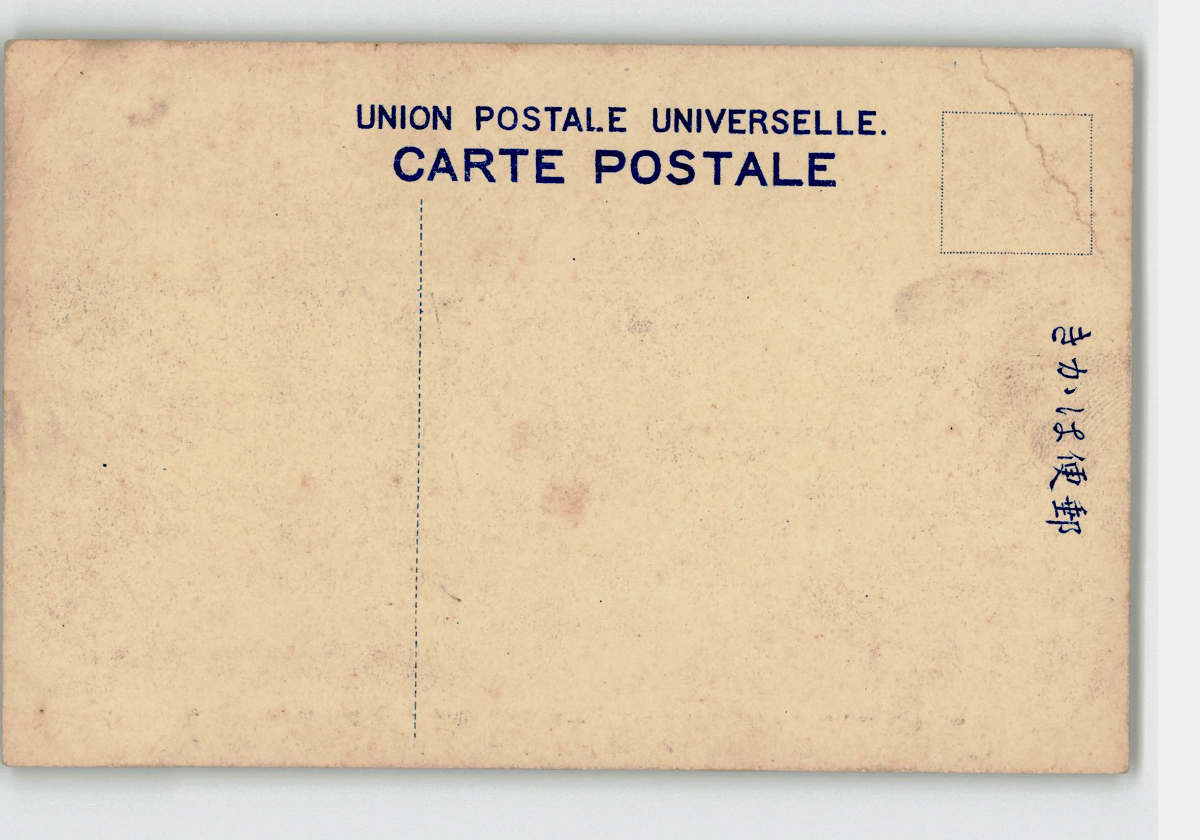 UNION POSTALE UNIVERSELLE.
CARTE POSTALE
郵便はかき